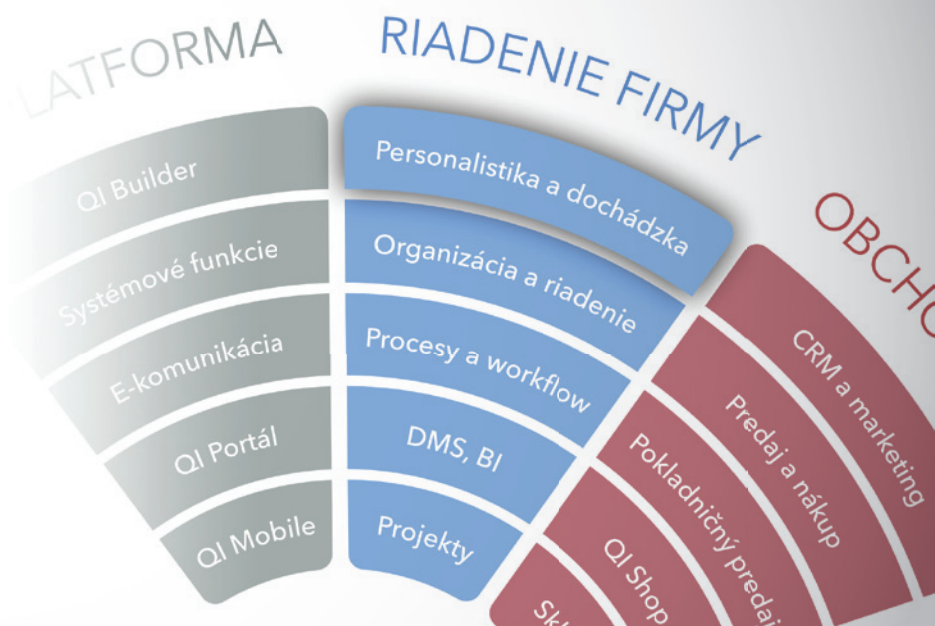 LATFORMA
QI Builder
Systémové funkcie
E-komunikácia
QI Portál
QI Mobile
RIADENIE FIRMY
Personalistika a dochádzka
Organizácia a riadenie
Procesy a workflow
DMS, BI
Projekty
OBCHO
CRM a marketing
Predaj a nákup
Pokladničný predaj
QI Shop